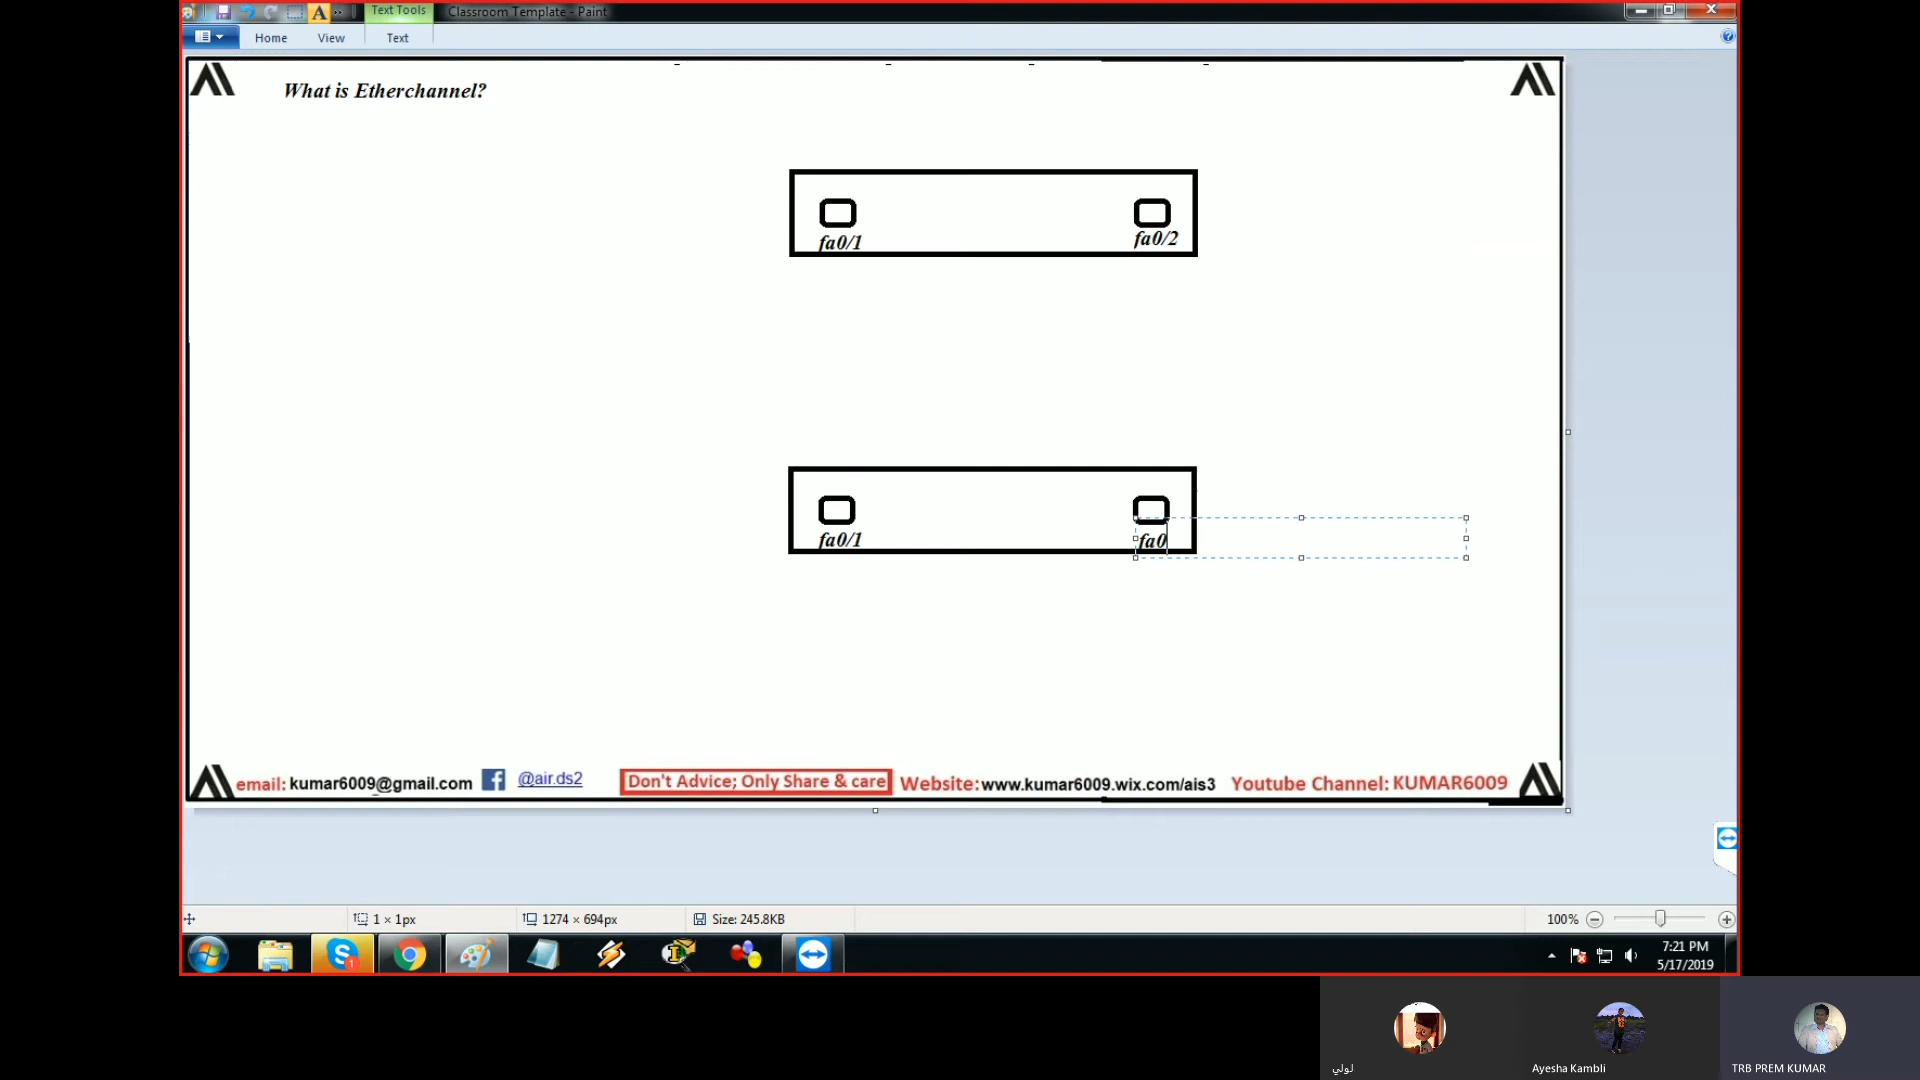 Text Tools
Classroom Template - Paint
Home
View
Text
What is Etherchannel?
fa0/1
fa0/2
fa0/1
fa0
email: kumar6009@gmail.com
@air.ds2
Don't Advice; Only Share & care
Website: www.kumar6009.wix.com/ais3
Youtube Channel: KUMAR6009
1 × 1px
1274 × 694px
Size: 245.8KB
100%
7:21 PM
5/17/2019
لولي
Ayesha Kambli
TRB PREM KUMAR